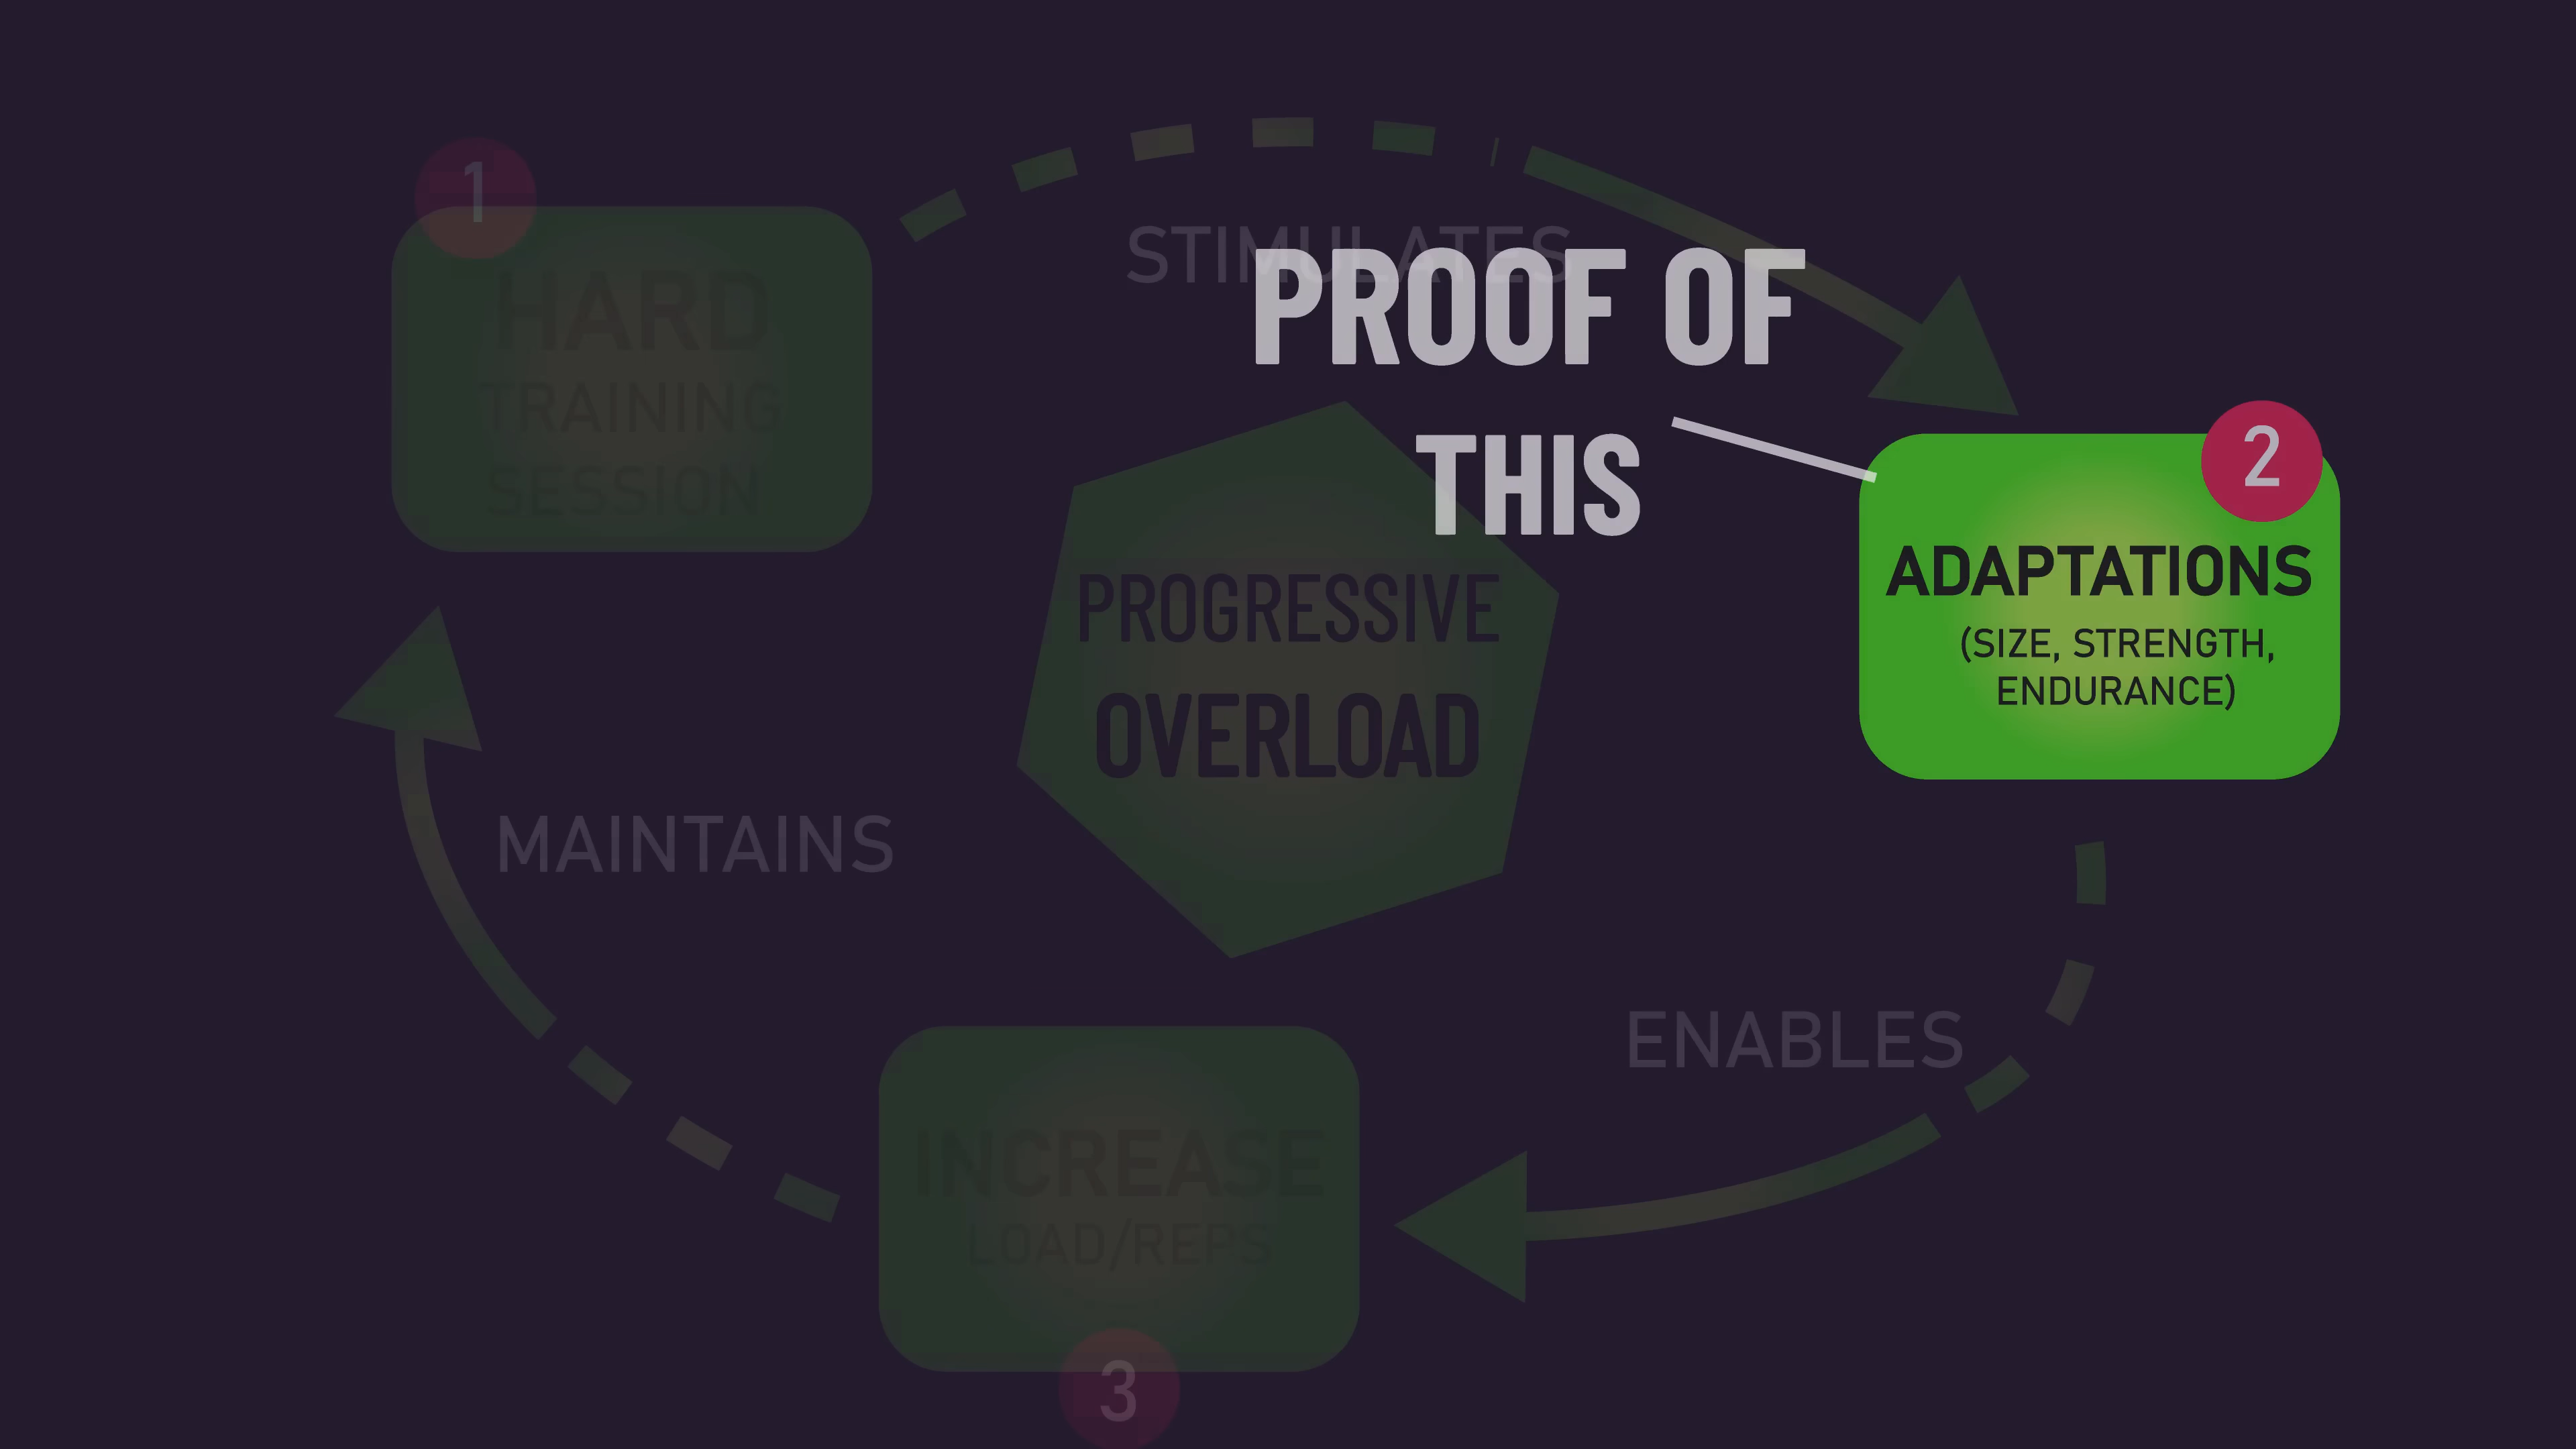 1
HARD
TRAINING
SESSION
STIMULATES
PROOF OF
THIS
2
ADAPTATIONS
(SIZE, STRENGTH,
ENDURANCE)
PROGRESSIVE
OVERLOAD
MAINTAINS
ENABLES
INCREASE
LOAD/REPS
3